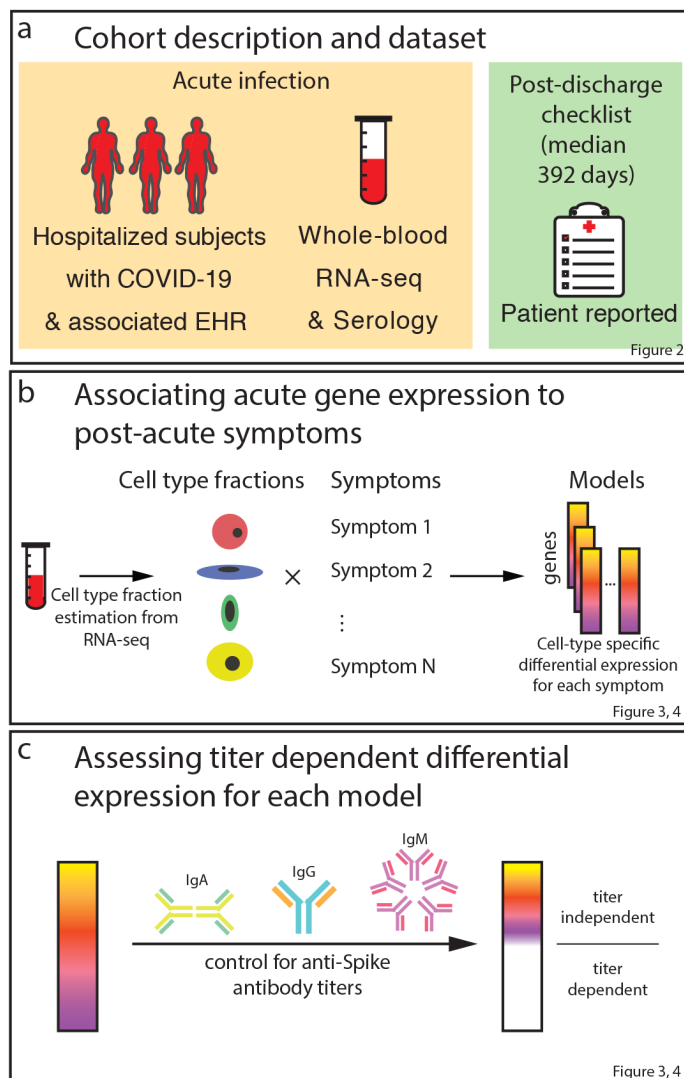 a
Cohort description and dataset
Acute infection
Hospitalized subjects
with COVID-19
& associated EHR
Whole-blood
RNA-seq
& Serology
Post-discharge
checklist
(median
392 days)
Patient reported
Figure 2
b
Associating acute gene expression to
post-acute symptoms
Cell type fractions
Symptoms
Models
Cell type fraction
estimation from
RNA-seq
×
Symptom 1
Symptom 2
⋮
Symptom N
genes
...
Cell-type specific
differential expression
for each symptom
Figure 3, 4
c
Assessing titer dependent differential
expression for each model
IgA
IgG
IgM
control for anti-Spike
antibody titers
titer
independent
titer
dependent
Figure 3, 4